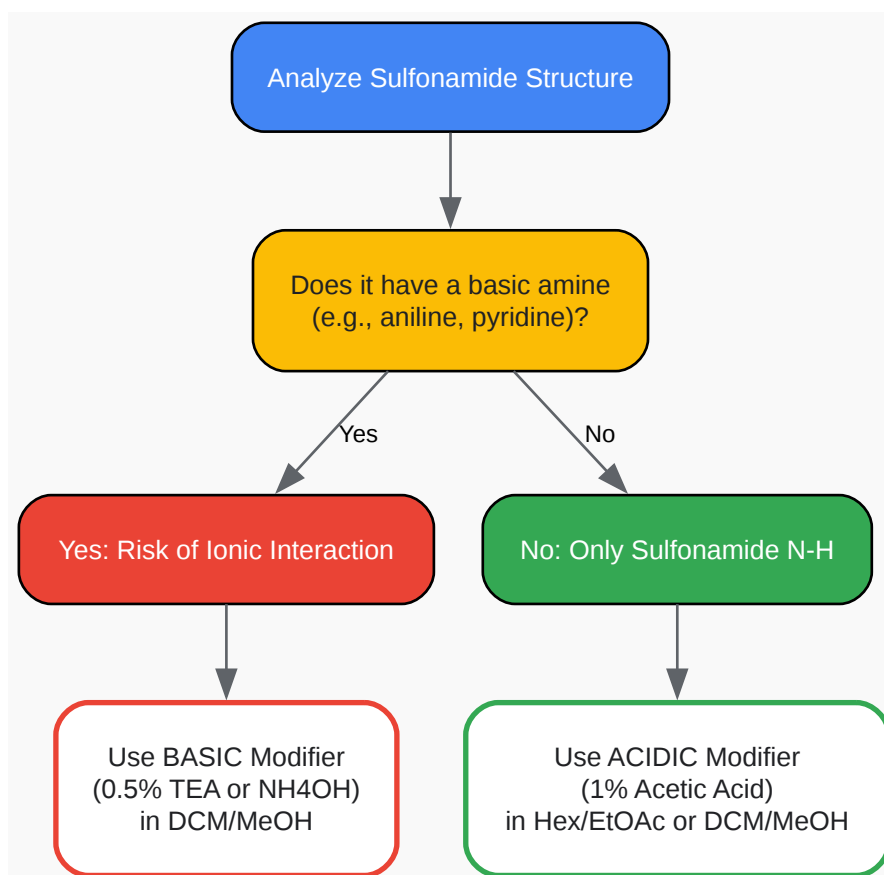 Analyze Sulfonamide Structure
Does it have a basic amine
(e.g., aniline, pyridine)?
Yes
No
Yes: Risk of Ionic Interaction
No: Only Sulfonamide N-H
Use BASIC Modifier
(0.5% TEA or NH4OH)
in DCM/MeOH
Use ACIDIC Modifier
(1% Acetic Acid)
in Hex/EtOAc or DCM/MeOH